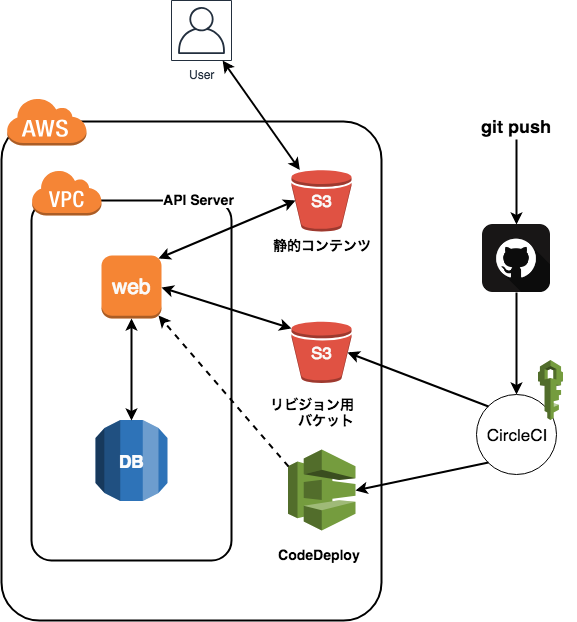 User
AWS
git push
VPC
API Server
S3
静的コンテンツ
web
S3
リビジョン用
バケット
CircleCI
DB
CodeDeploy